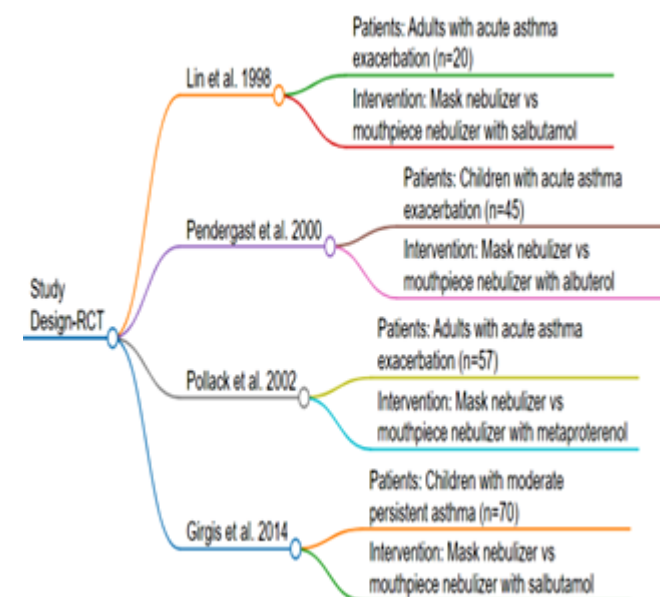 Study
Design-RCT
Lin et al. 1998
Patients: Adults with acute asthma
exacerbation (n=20)
Intervention: Mask nebulizer vs
mouthpiece nebulizer with salbutamol
Pendergast et al. 2000
Patients: Children with acute asthma
exacerbation (n=45)
Intervention: Mask nebulizer vs
mouthpiece nebulizer with albuterol
Pollack et al. 2002
Patients: Adults with acute asthma
exacerbation (n=57)
Intervention: Mask nebulizer vs
mouthpiece nebulizer with metaproterenol
Girgis et al. 2014
Patients: Children with moderate
persistent asthma (n=70)
Intervention: Mask nebulizer vs
mouthpiece nebulizer with salbutamol